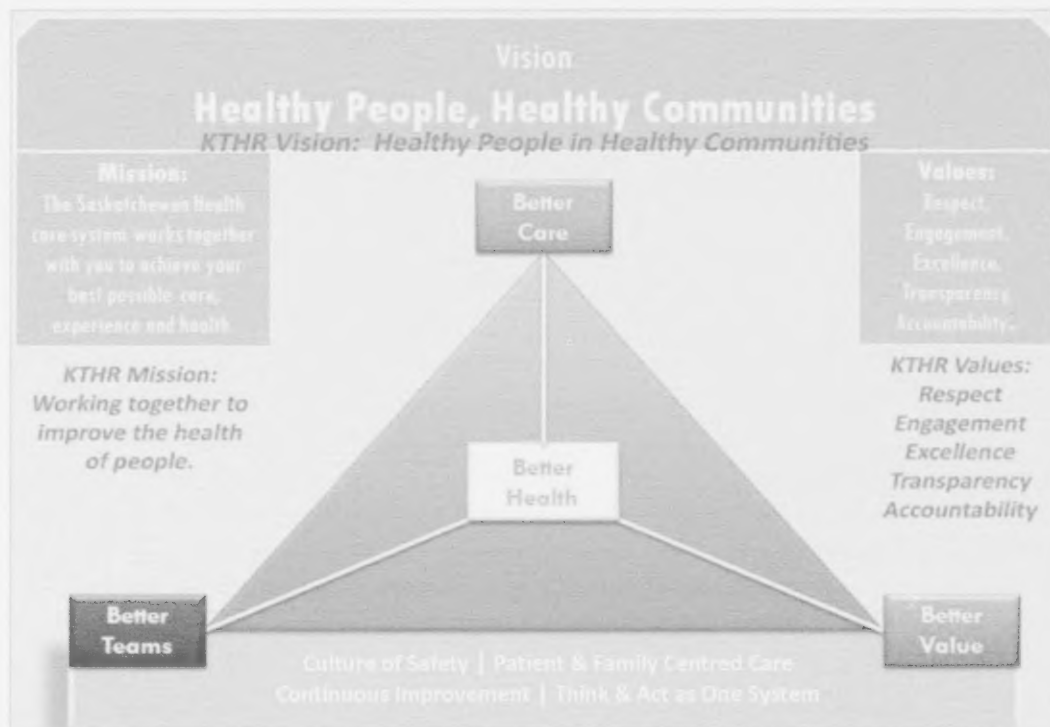 Vision
Healthy People, Healthy Communities
KTHR Vision: Healthy People in Healthy Communities
Mission:
The Saskatchewan Health
care system works together
with you to achieve your
best possible care,
experience and health
KTHR Mission:
Working together to
improve the health
of people.
Better
Care
Better
Health
Better
Teams
Better
Value
Values:
Respect,
Engagement,
Excellence,
Transparency
Accountability.
KTHR Values:
Respect
Engagement
Excellence
Transparency
Accountability
Culture of Safety | Patient & Family Centred Care
Continuous Improvement | Think & Act as One System